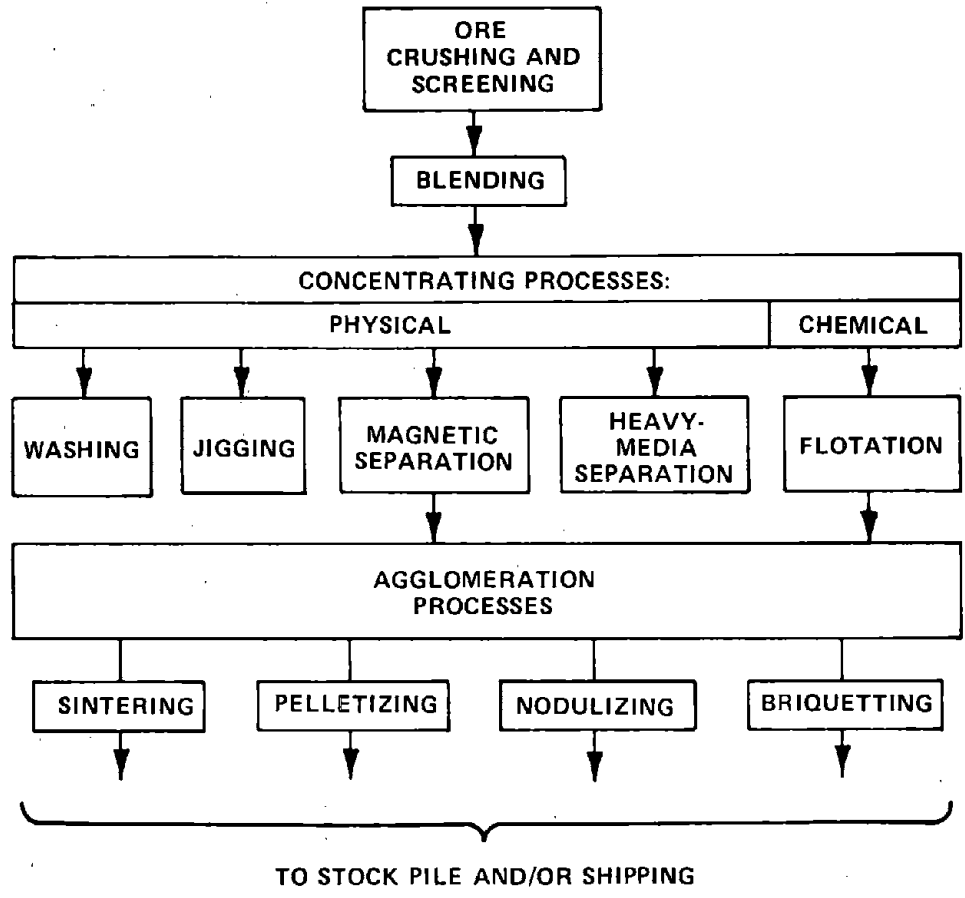 ORE
CRUSHING AND
SCREENING
BLENDING
CONCENTRATING PROCESSES:
PHYSICAL
CHEMICAL
WASHING
JIGGING
MAGNETIC
SEPARATION
HEAVY-
MEDIA
SEPARATION
FLOTATION
AGGLOMERATION
PROCESSES
SINTERING
PELLETIZING
NODULIZING
BRIQUETTING
TO STOCK PILE AND/OR SHIPPING